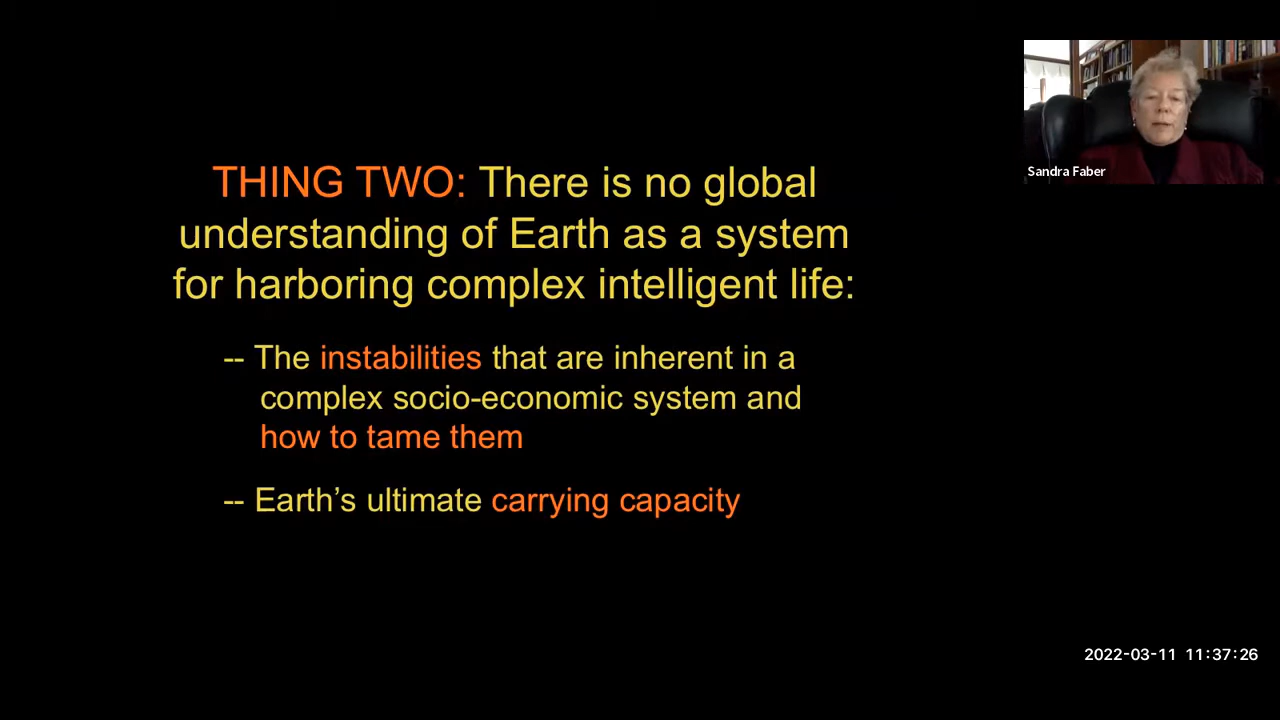 THING TWO: There is no global
understanding of Earth as a system
for harboring complex intelligent life:
-- The instabilities that are inherent in a
complex socio-economic system and
how to tame them
-- Earth’s ultimate carrying capacity
Sandra Faber
2022-03-11 11:37:26